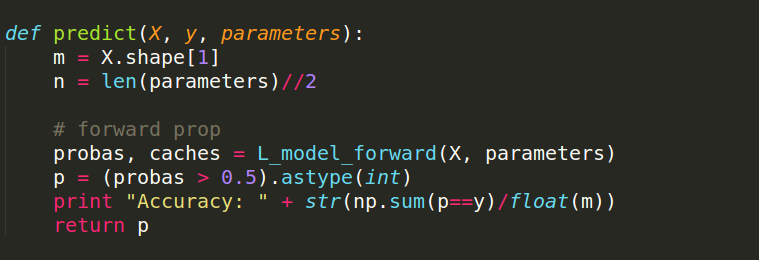 def predict(X, y, parameters):
    m = X.shape[1]
    n = len(parameters)//2
    # forward prop
    probas, caches = L_model_forward(X, parameters)
    p = (probas > 0.5).astype(int)
    print "Accuracy: " + str(np.sum(p==y)/float(m))
    return p